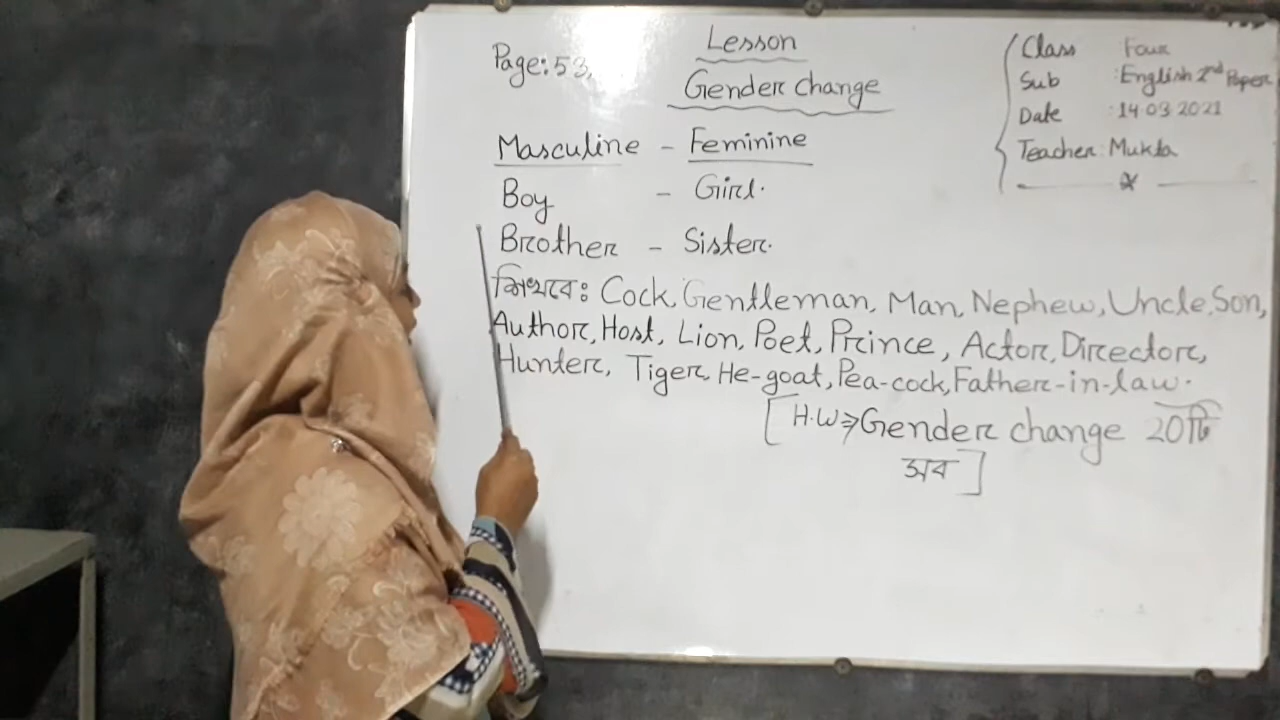 Page: 53,
Lesson
Gender change
Class Four
Sub : English 2nd Paper
Date : 14.03.2021
Teacher: Mukta
Masculine - Feminine
Boy - Girl.
Brother - Sister.
শিখবে: Cock, Gentleman, Man, Nephew, Uncle, Son,
Author, Host, Lion, Poet, Prince, Actor, Director,
Hunter, Tiger, He-goat, Pea-cock, Father-in-law.
[H.W⇒Gender change 20টি
সব]